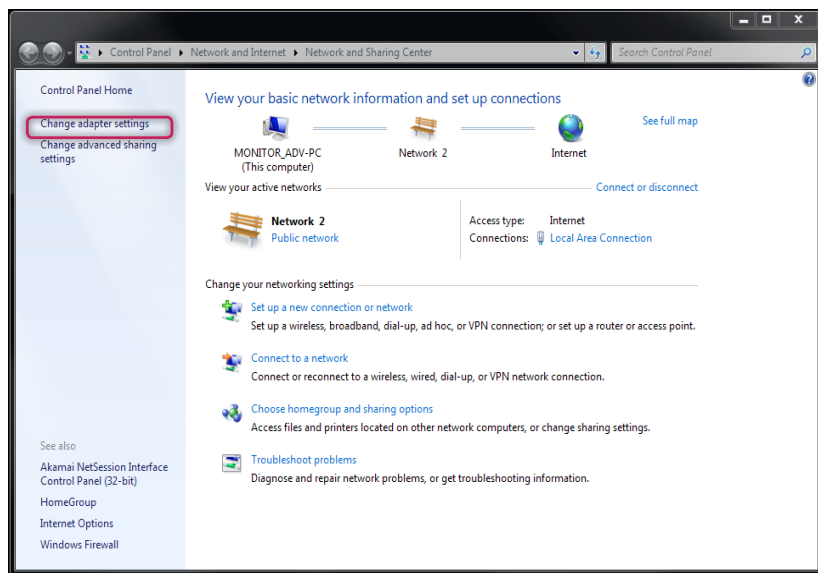 Control Panel ▸ Network and Internet ▸ Network and Sharing Center
Search Control Panel
Control Panel Home
Change adapter settings
Change advanced sharing
settings
See also
Akamai NetSession Interface
Control Panel (32-bit)
HomeGroup
Internet Options
Windows Firewall
View your basic network information and set up connections
MONITOR_ADV-PC
(This computer)
Network 2
Internet
See full map
View your active networks
Connect or disconnect
Network 2
Public network
Access type: Internet
Connections: Local Area Connection
Change your networking settings
Set up a new connection or network
Set up a wireless, broadband, dial-up, ad hoc, or VPN connection; or set up a router or access point.
Connect to a network
Connect or reconnect to a wireless, wired, dial-up, or VPN network connection.
Choose homegroup and sharing options
Access files and printers located on other network computers, or change sharing settings.
Troubleshoot problems
Diagnose and repair network problems, or get troubleshooting information.